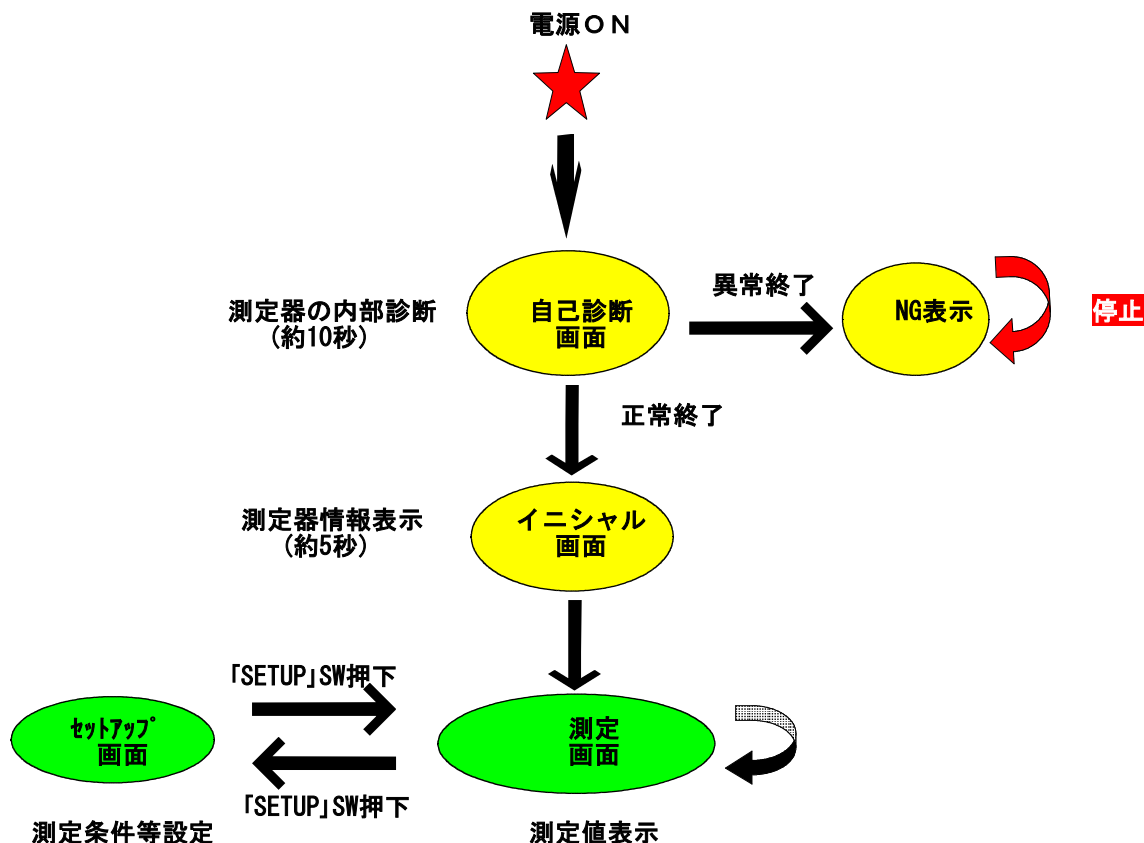 電源ＯＮ
測定器の内部診断
(約10秒)
自己診断
画面
異常終了
NG表示
停止
正常終了
測定器情報表示
(約5秒)
イニシャル
画面
｢SETUP｣SW押下
ｾｯﾄｱｯﾌﾟ
画面
測定
画面
｢SETUP｣SW押下
測定条件等設定
測定値表示